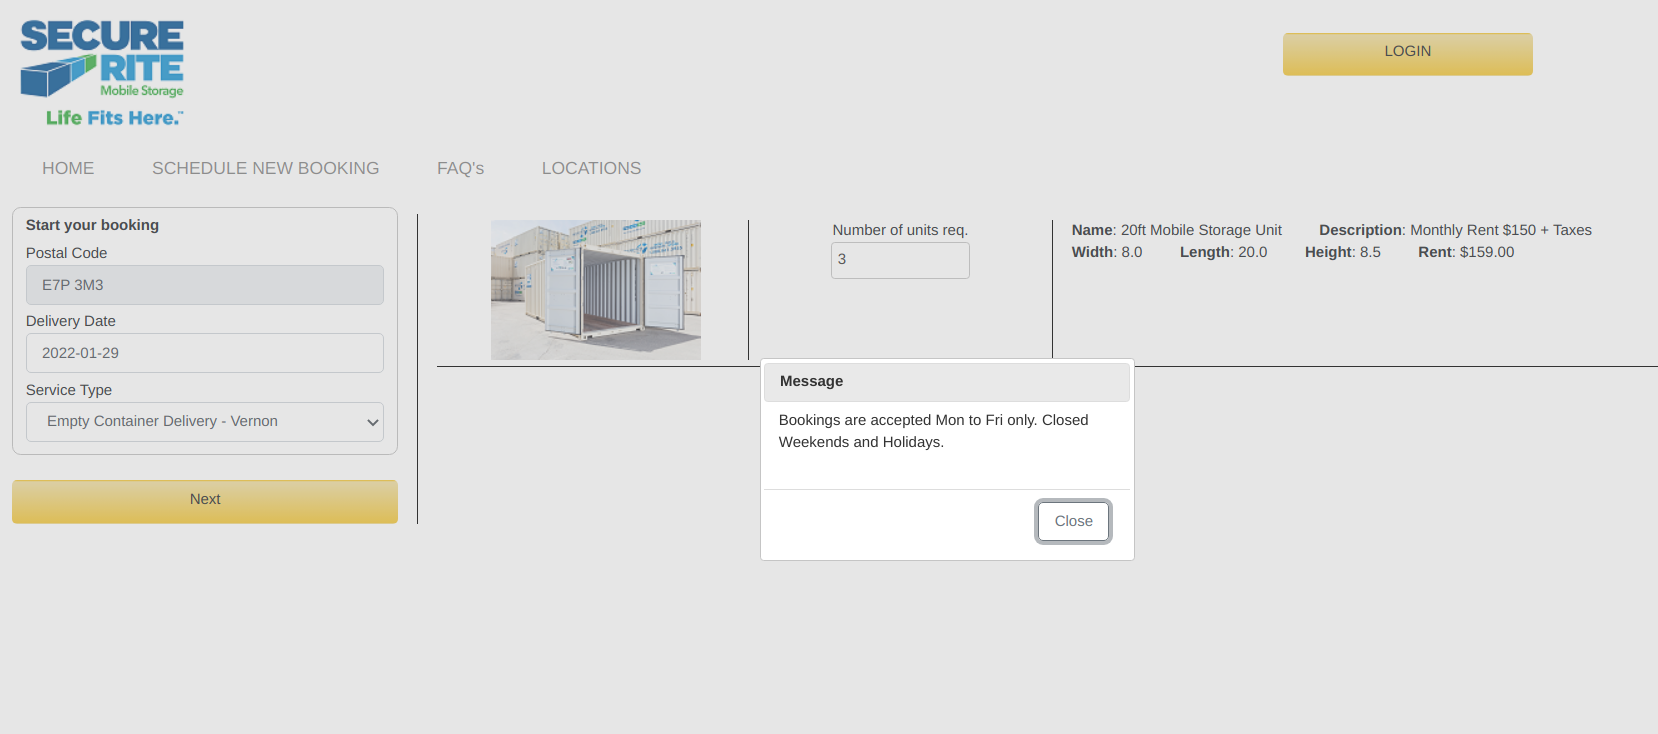 SECURE
RITE
Mobile Storage
Life Fits Here.™
LOGIN
HOME SCHEDULE NEW BOOKING FAQ's LOCATIONS
Start your booking
Postal Code
E7P 3M3
Delivery Date
2022-01-29
Service Type
Empty Container Delivery - Vernon
Next
Number of units req.
3
Name: 20ft Mobile Storage Unit Description: Monthly Rent $150 + Taxes
Width: 8.0 Length: 20.0 Height: 8.5 Rent: $159.00
Message
Bookings are accepted Mon to Fri only. Closed
Weekends and Holidays.
Close